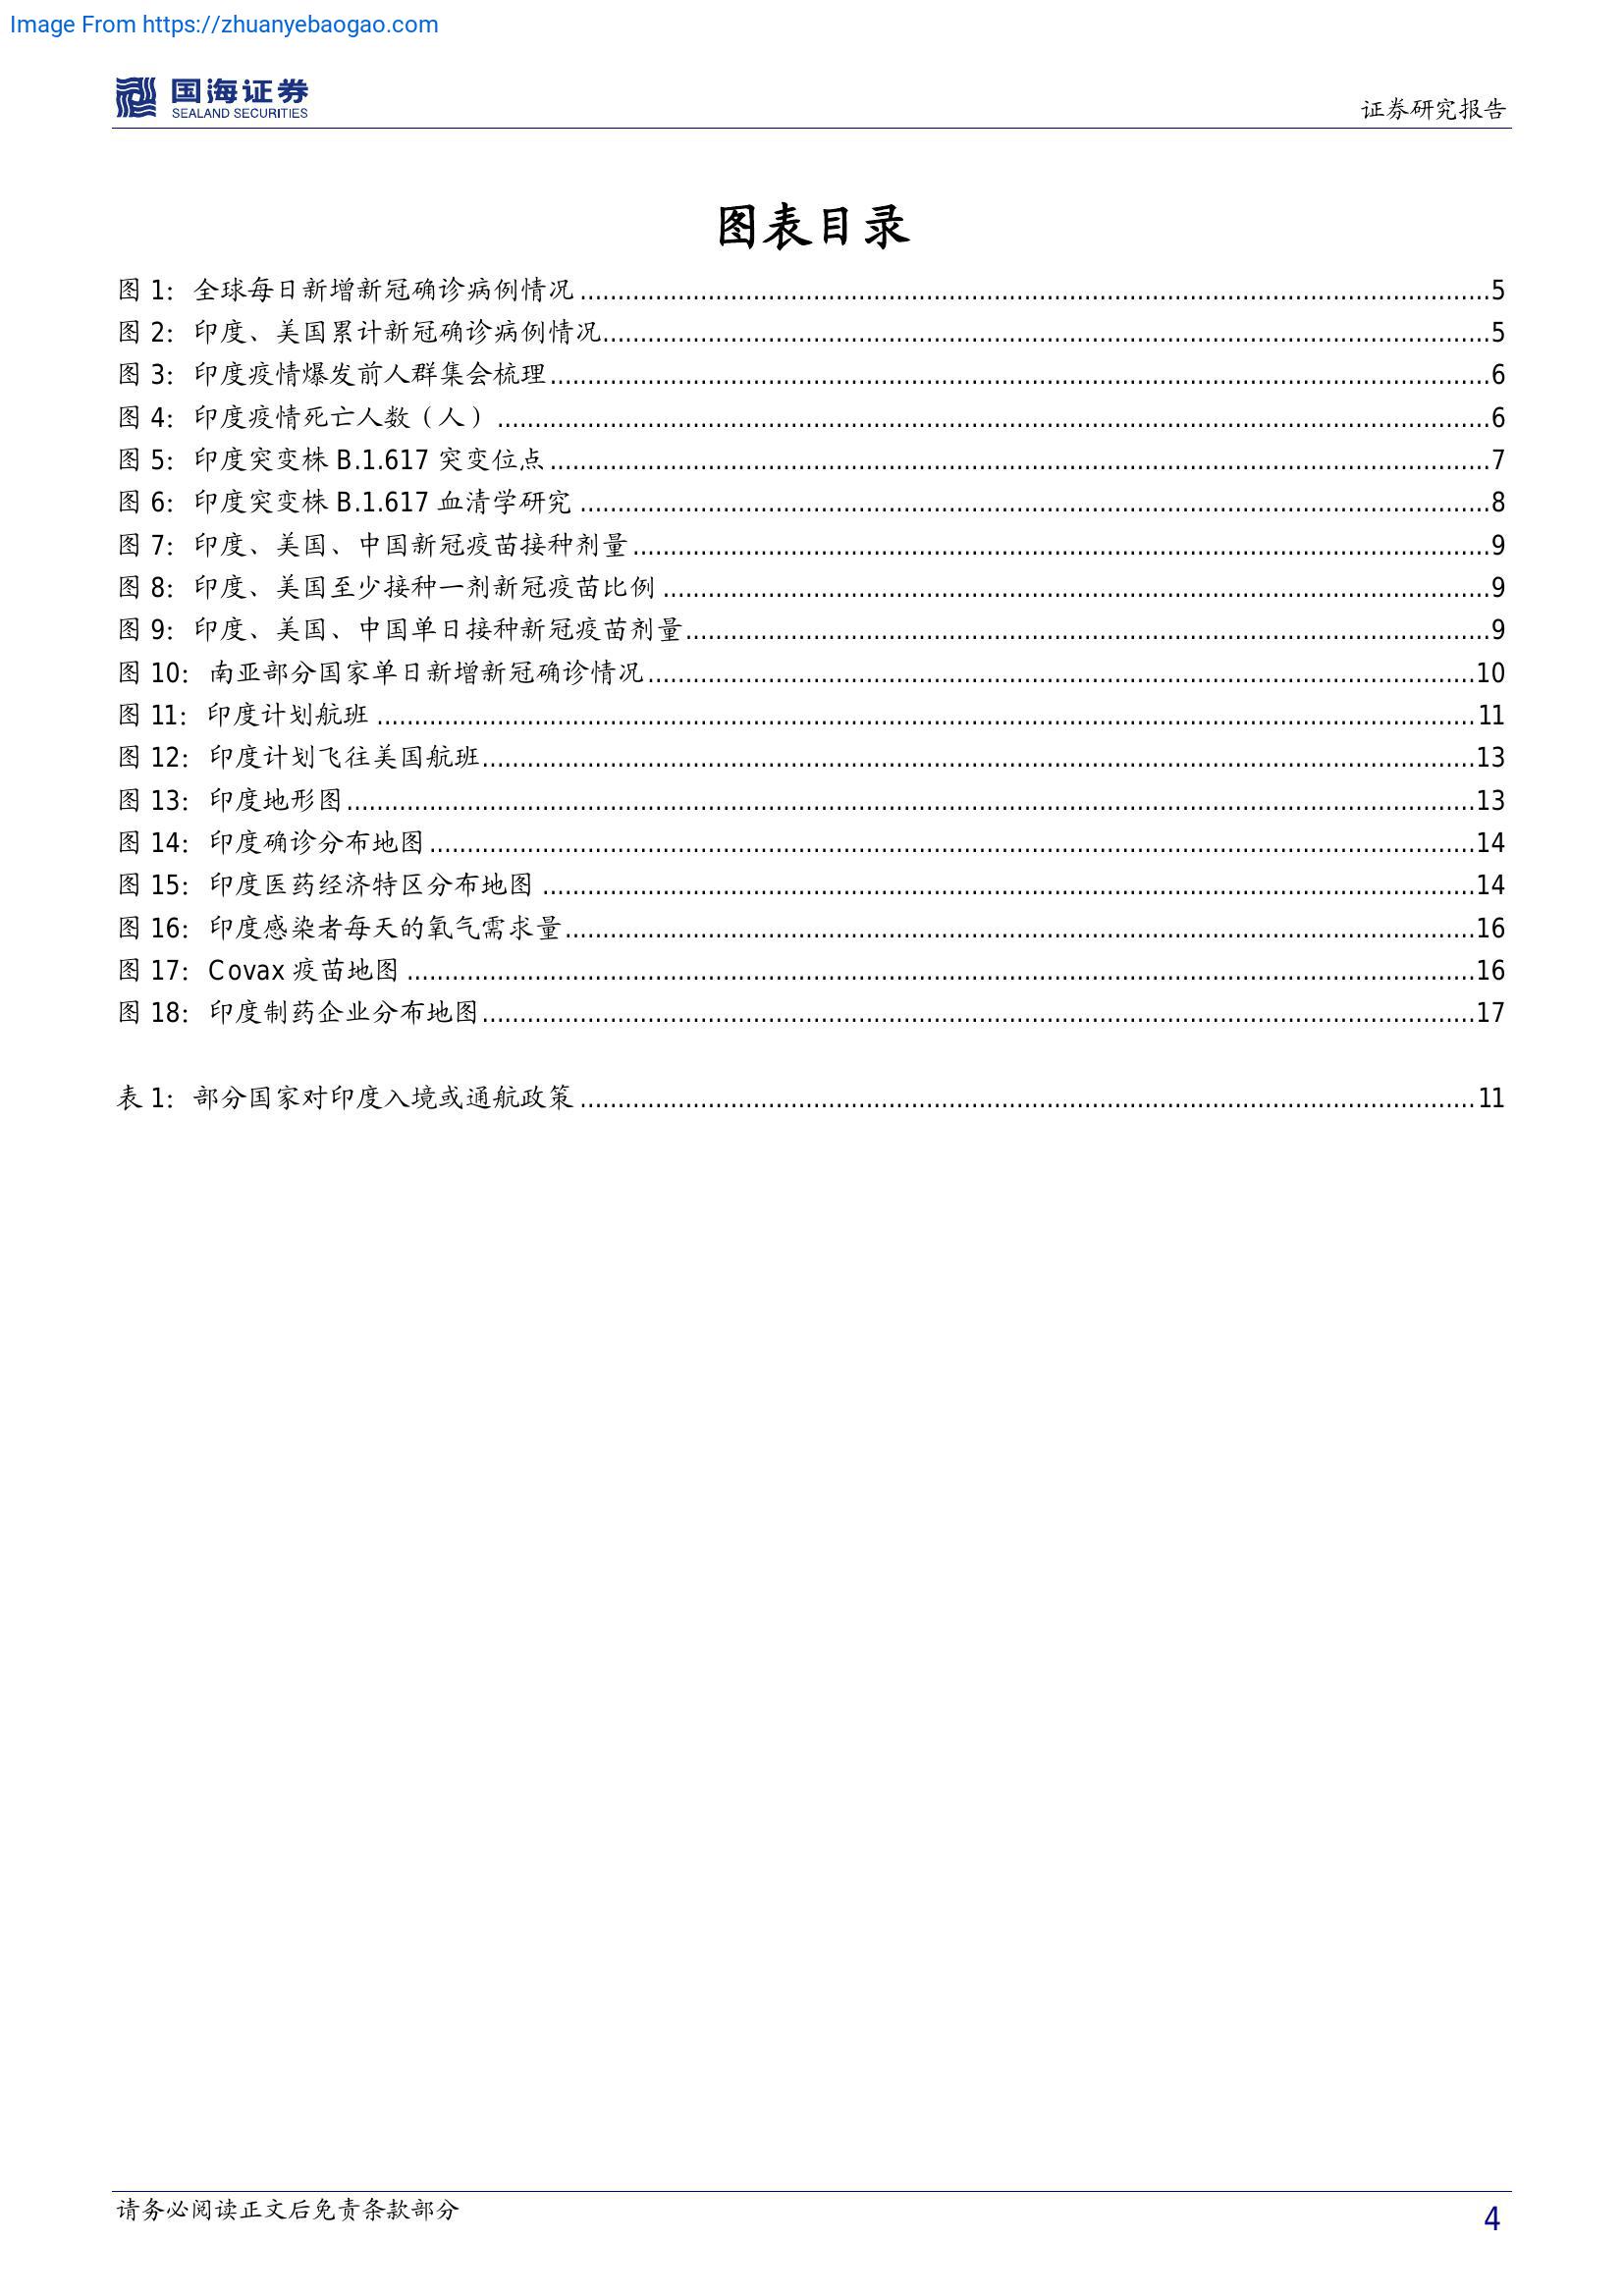 Image From https://zhuanyebaogao.com
国海证券
SEALAND SECURITIES
证券研究报告
图表目录
图 1：全球每日新增新冠确诊病例情况........................................5
图 2：印度、美国累计新冠确诊病例情况........................................5
图 3：印度疫情爆发前人群集会梳理........................................6
图 4：印度疫情死亡人数（人）........................................6
图 5：印度突变株 B.1.617 突变位点........................................7
图 6：印度突变株 B.1.617 血清学研究........................................8
图 7：印度、美国、中国新冠疫苗接种剂量........................................9
图 8：印度、美国至少接种一剂新冠疫苗比例........................................9
图 9：印度、美国、中国单日接种新冠疫苗剂量........................................9
图 10：南亚部分国家单日新增新冠确诊情况........................................10
图 11：印度计划航班........................................11
图 12：印度计划飞往美国航班........................................13
图 13：印度地形图........................................13
图 14：印度确诊分布地图........................................14
图 15：印度医药经济特区分布地图........................................14
图 16：印度感染者每天的氧气需求量........................................16
图 17：Covax 疫苗地图........................................16
图 18：印度制药企业分布地图........................................17
表 1：部分国家对印度入境或通航政策........................................11
请务必阅读正文后免责条款部分
4